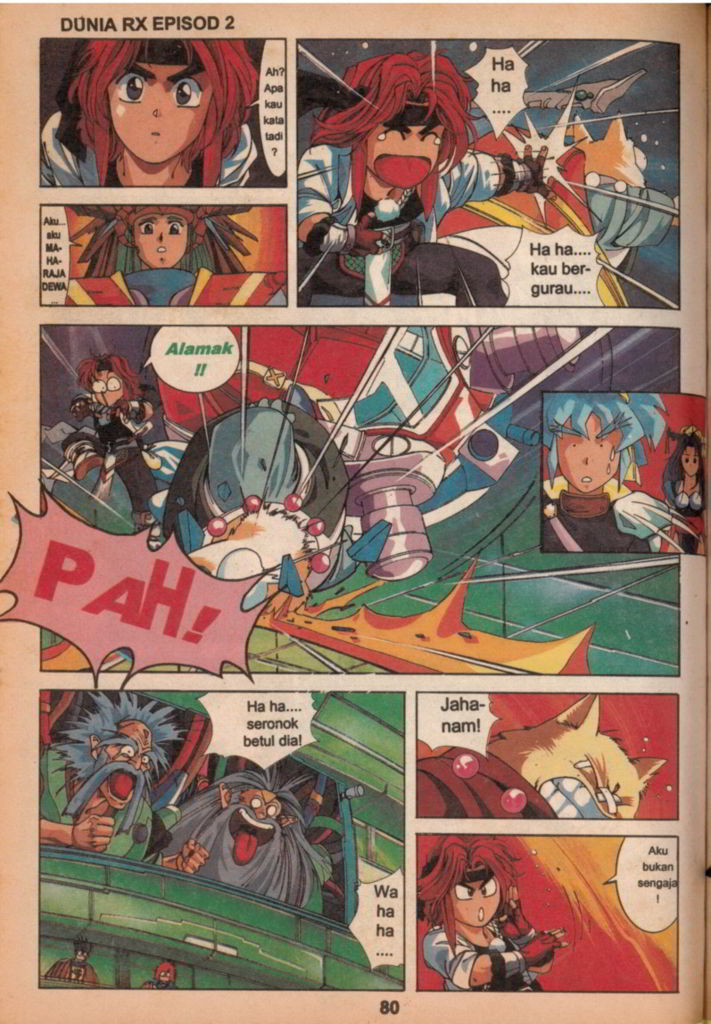 DUNIA RX EPISOD 2
Ah?
Apa
kau
kata
tadi
?
Ha
ha
....
Aku...
aku
MA-
HA-
RAJA
DEWA
...
Ha ha....
kau ber-
gurau....
Alamak
!!
PAH!
Ha ha....
seronok
betul dia!
Jaha-
nam!
Wa
ha
ha
....
Aku
bukan
sengaja
!
80